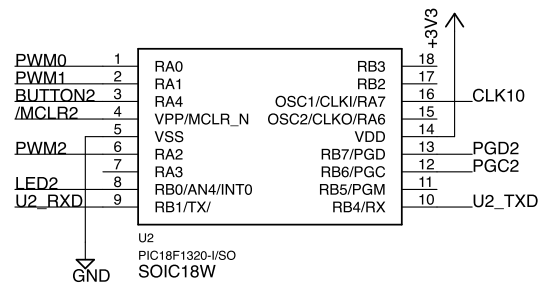 +3V3
PWM0 1 RA0 RB3 18
PWM1 2 RA1 RB2 17
BUTTON2 3 RA4 OSC1/CLKI/RA7 16 CLK10
/MCLR2 4 VPP/MCLR_N OSC2/CLKO/RA6 15
5 VSS VDD 14
PWM2 6 RA2 RB7/PGD 13 PGD2
7 RA3 RB6/PGC 12 PGC2
LED2 8 RB0/AN4/INT0 RB5/PGM 11
U2_RXD 9 RB1/TX/ RB4/RX 10 U2_TXD
U2
PIC18F1320-I/SO
SOIC18W
GND